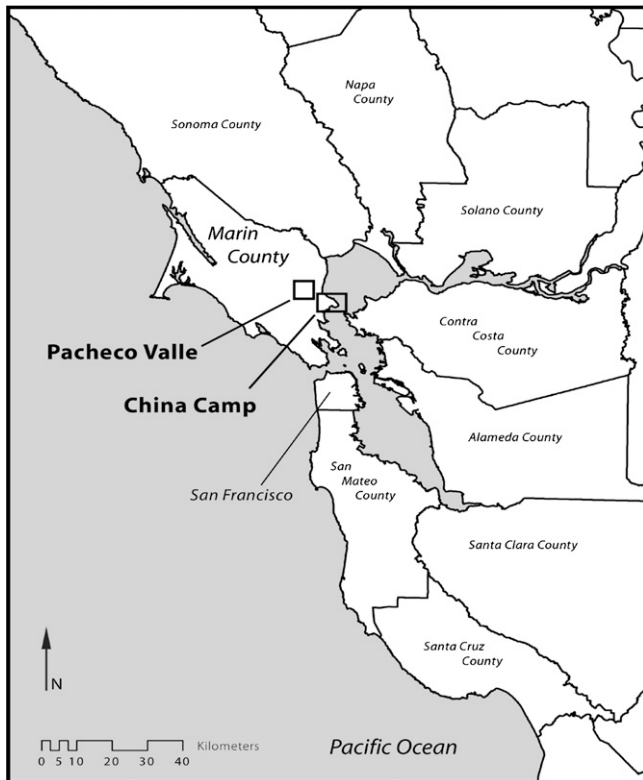 Napa
County
Sonoma County
Solano County
Marin
County
Contra
Costa
County
Pacheco Valle
China Camp
Alameda County
San
Mateo
County
San Francisco
Santa Clara County
Santa Cruz
County
N
Kilometers
0 5 10 20 30 40
Pacific Ocean